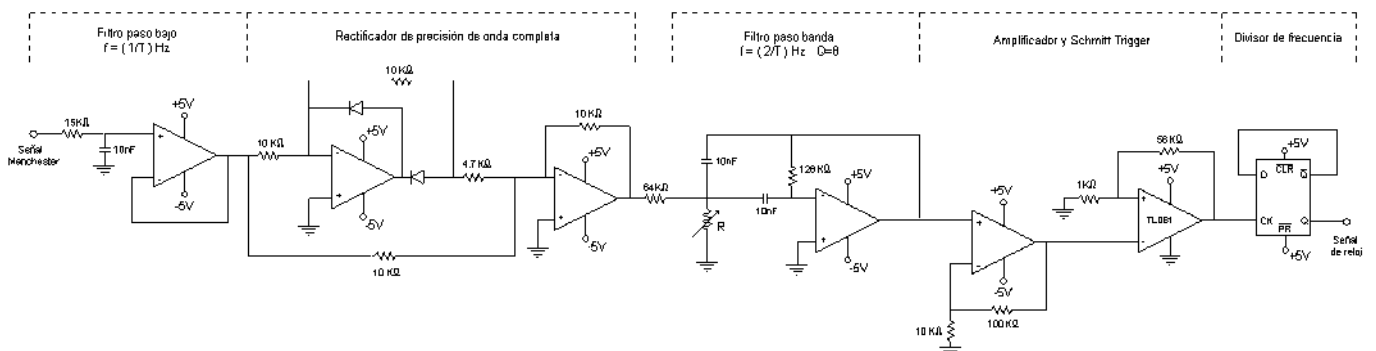 Filtro paso bajo
f = ( 1/T ) Hz
Rectificador de precisión de onda completa
Filtro paso banda
f = (2/T ) Hz Q=8
Amplificador y Schmitt Trigger
Divisor de frecuencia
Señal
Manchester
15KΩ
10nF
+
-
+5V
-5V
10 KΩ
10 KΩ
-
+
+5V
-5V
4.7 KΩ
10 KΩ
10 KΩ
-
+
+5V
-5V
64KΩ
R
10nF
10nF
128 KΩ
-
+
+5V
-5V
+
-
+5V
-5V
10 KΩ
100KΩ
1KΩ
56 KΩ
+
-
+5V
TL081
+5V
D
CLR
Q
CK
Q
PR
+5V
Señal
de reloj